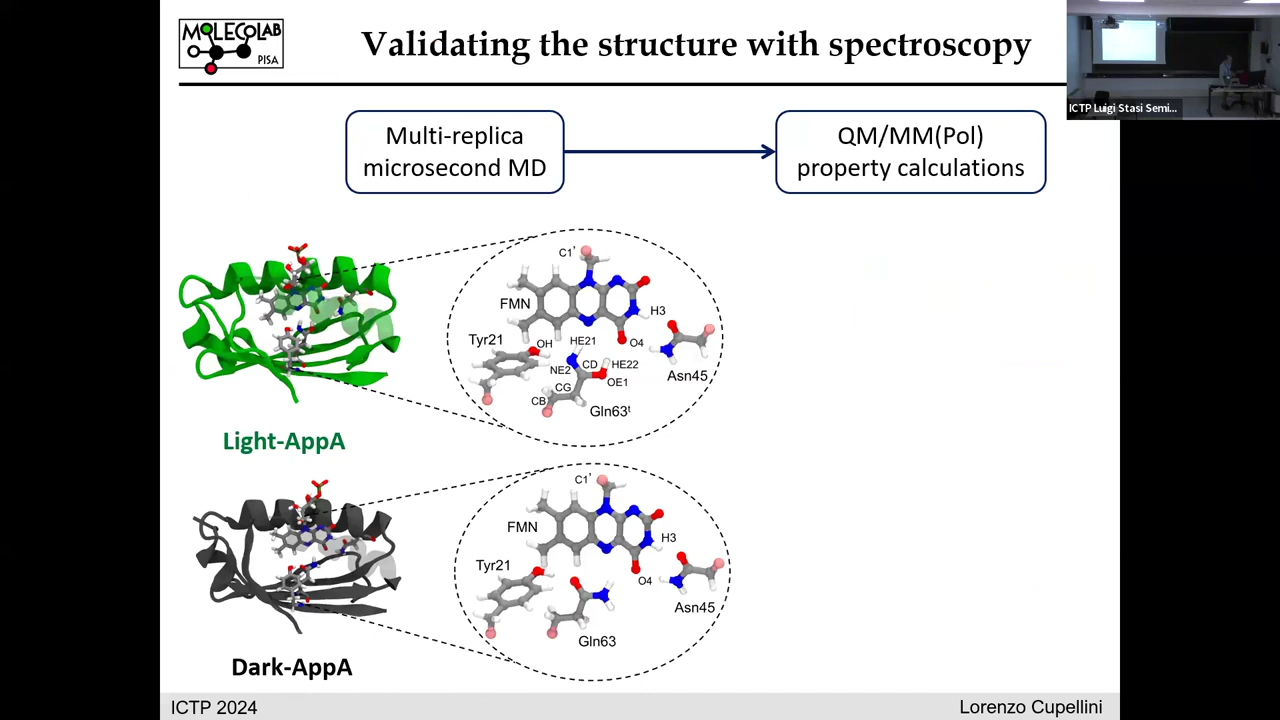 MOLECOLAB
PISA
Validating the structure with spectroscopy
ICTP Luigi Stasi Semi...
Multi-replica
microsecond MD
QM/MM(Pol)
property calculations
C1'
FMN
H3
Tyr21
OH
HE21
O4
NE2
CD
HE22
OE1
Asn45
CG
CB
Gln63ᵗ
Light-AppA
C1'
FMN
H3
Tyr21
O4
Asn45
Gln63
Dark-AppA
ICTP 2024
Lorenzo Cupellini